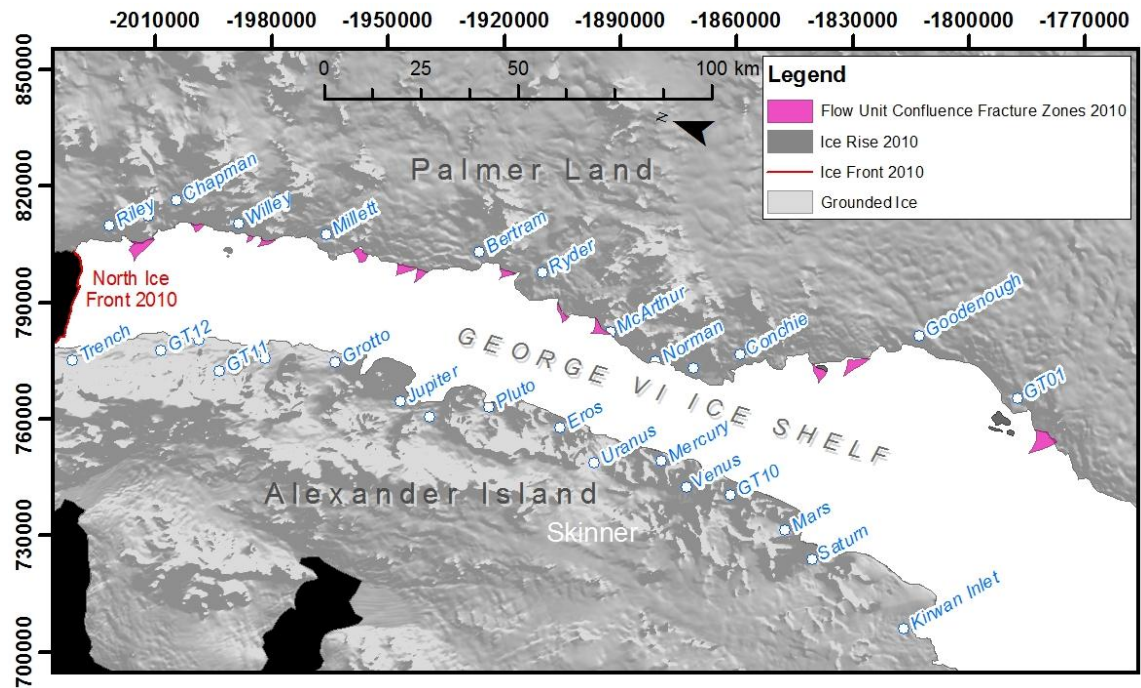 -2010000 -1980000 -1950000 -1920000 -1890000 -1860000 -1830000 -1800000 -1770000
850000
820000
790000
760000
730000
700000
0 25 50 100 km
N
Legend
Flow Unit Confluence Fracture Zones 2010
Ice Rise 2010
Ice Front 2010
Grounded Ice
Palmer Land
Chapman
Riley
Willey
Millett
Bertram
Ryder
McArthur
Norman
Conchie
Goodenough
GT01
North Ice
Front 2010
GEORGE VI ICE SHELF
Trench
GT12
GT11
Grotto
Jupiter
Pluto
Eros
Uranus
Mercury
Venus
GT10
Mars
Saturn
Kirwan Inlet
Alexander Island
Skinner